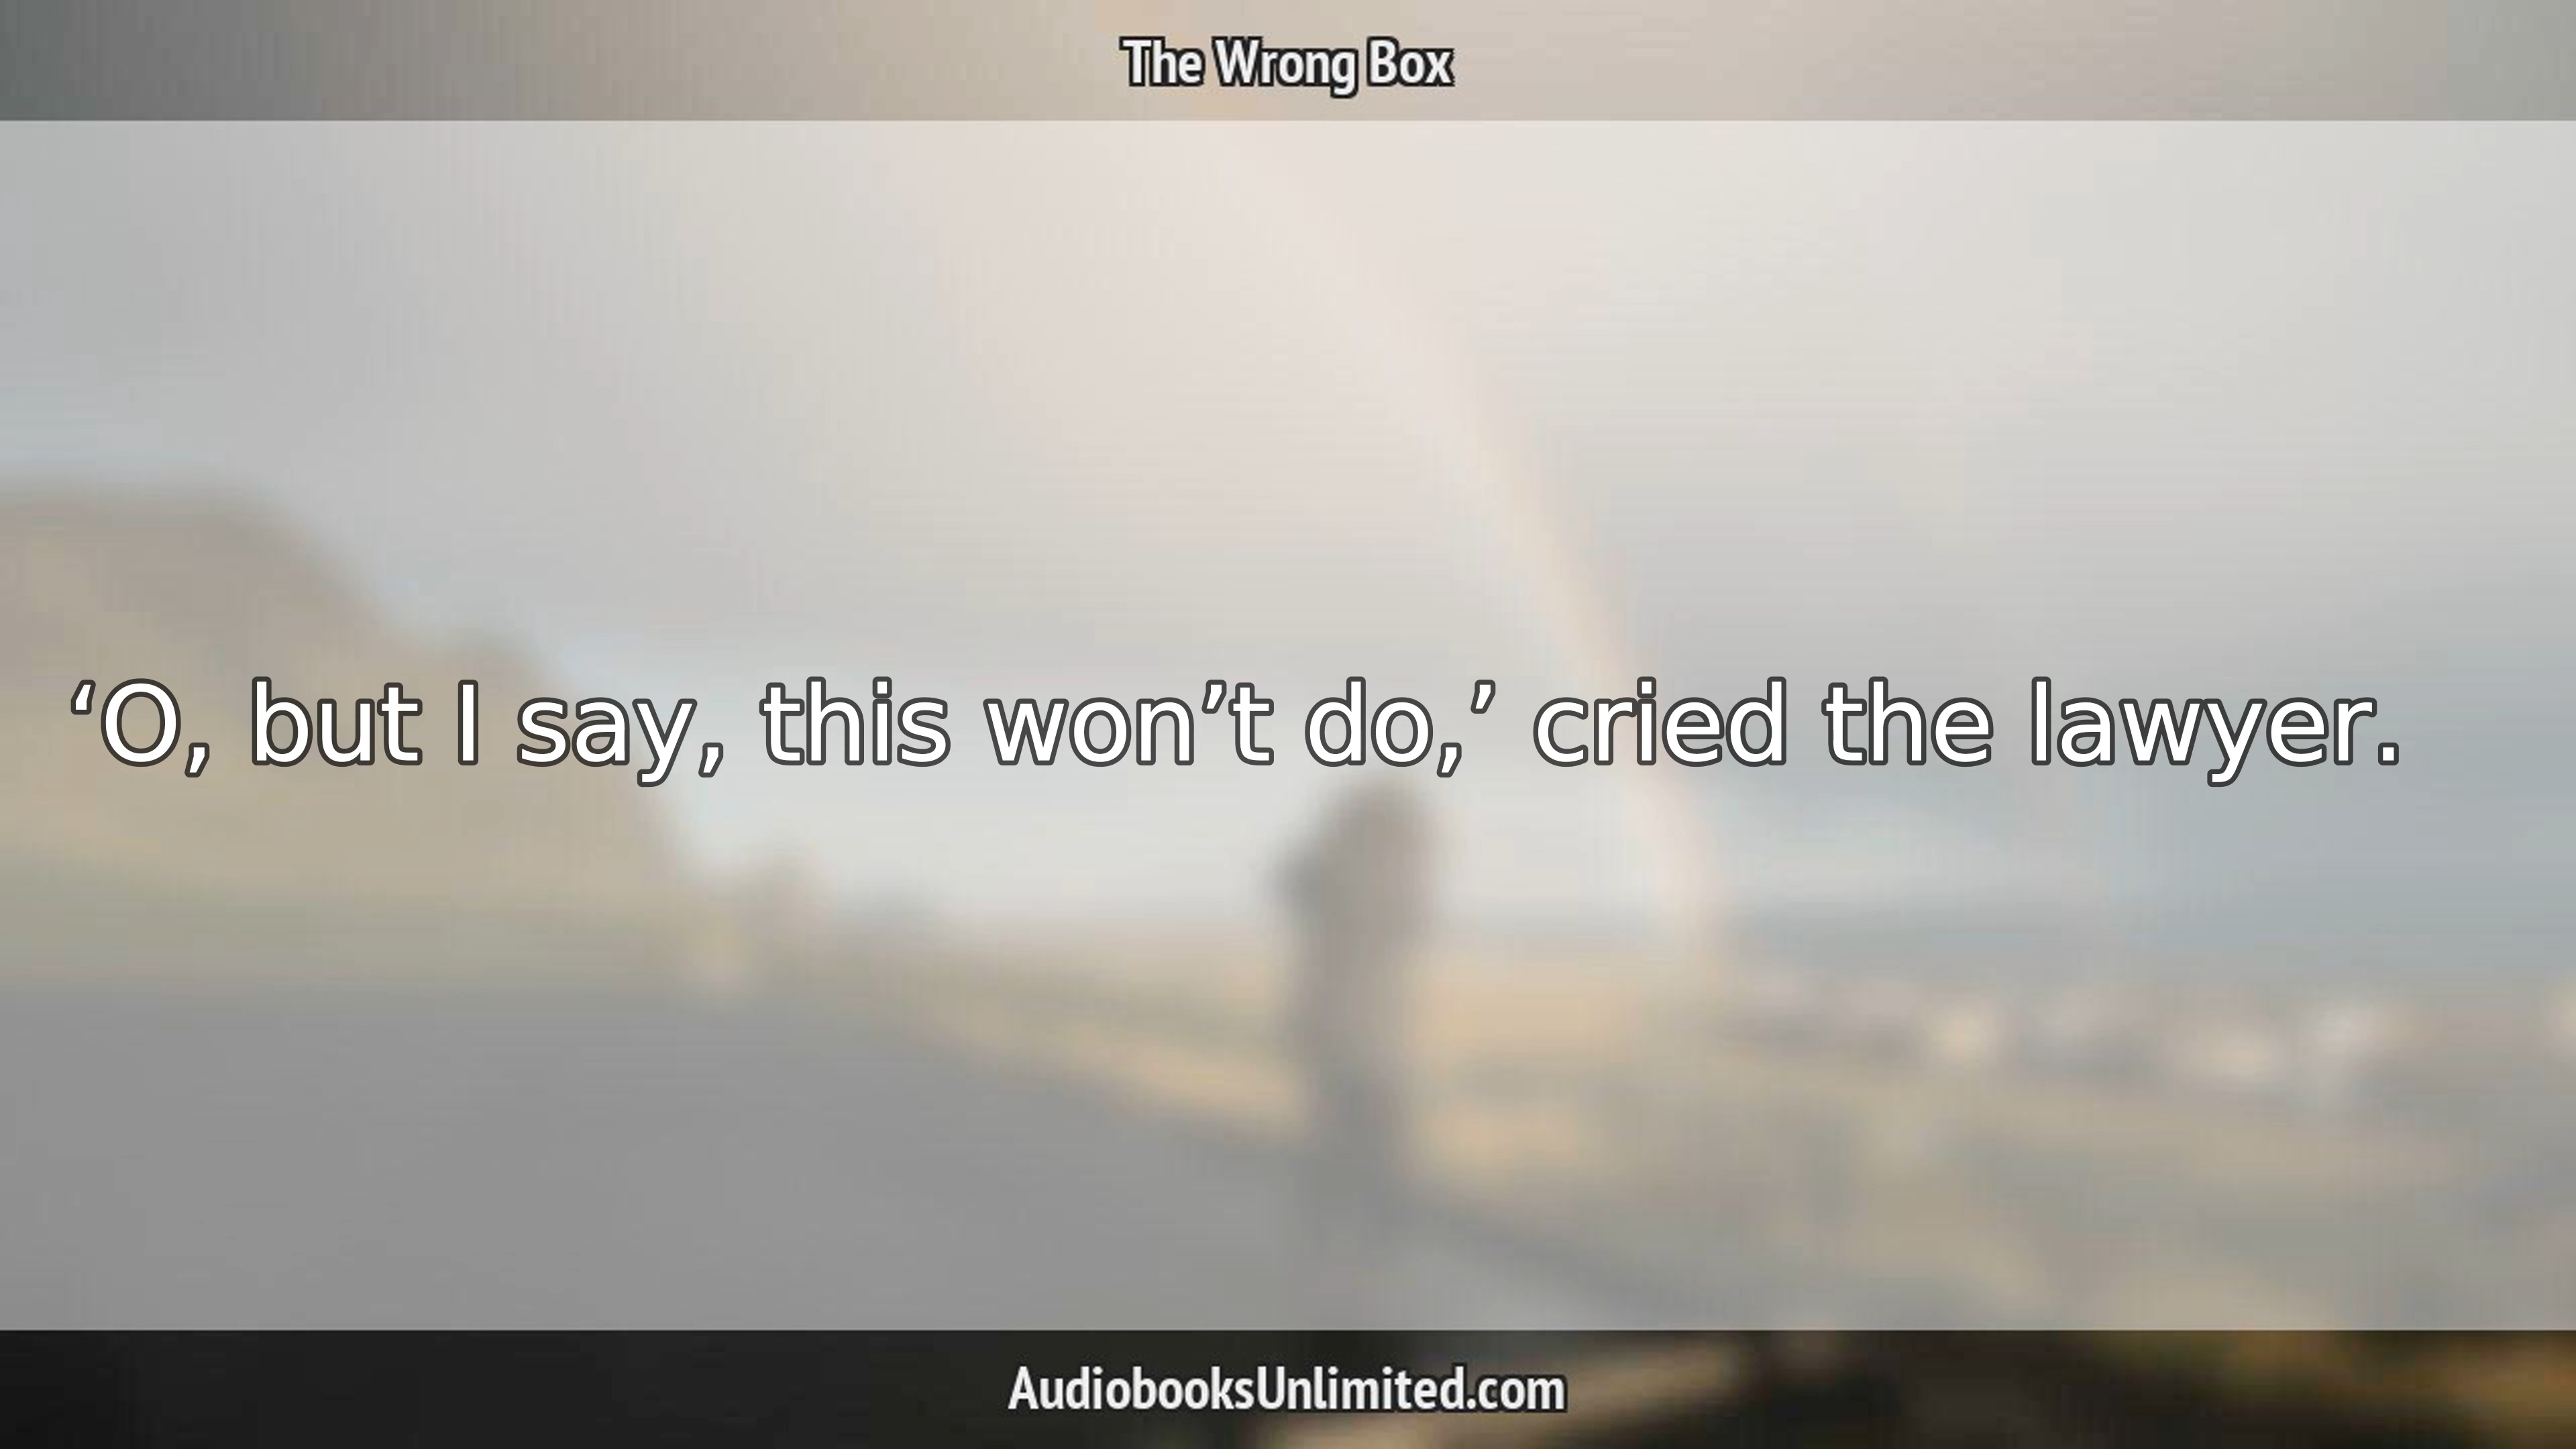 The Wrong Box
‘O, but I say, this won’t do,’ cried the lawyer.
AudiobooksUnlimited.com